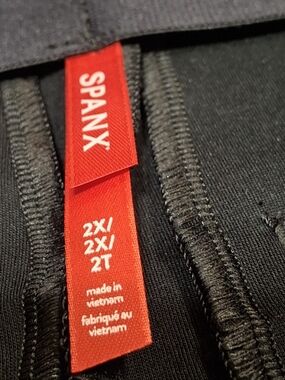 SPANX
2X/
2X/
2T
made in
vietnam
fabriqué au
vietnam